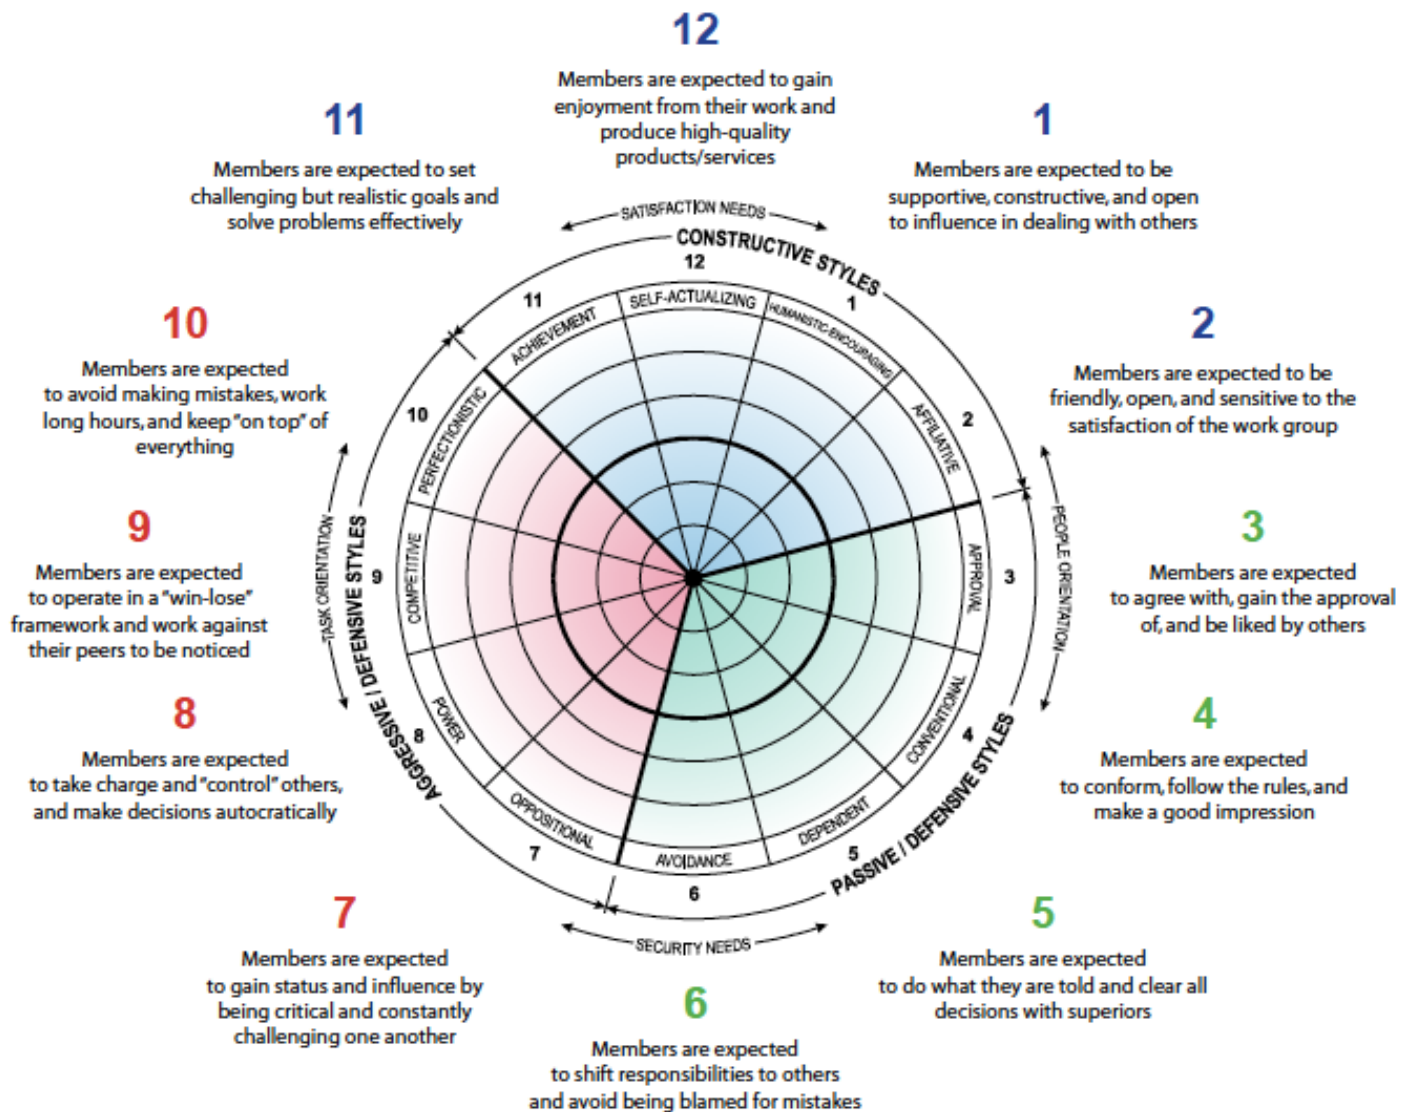 12
Members are expected to gain
enjoyment from their work and
produce high-quality
products/services
11
Members are expected to set
challenging but realistic goals and
solve problems effectively
1
Members are expected to be
supportive, constructive, and open
to influence in dealing with others
10
Members are expected
to avoid making mistakes, work
long hours, and keep "on top" of
everything
2
Members are expected to be
friendly, open, and sensitive to the
satisfaction of the work group
9
Members are expected
to operate in a "win-lose"
framework and work against
their peers to be noticed
3
Members are expected
to agree with, gain the approval
of, and be liked by others
8
Members are expected
to take charge and "control" others,
and make decisions autocratically
4
Members are expected
to conform, follow the rules, and
make a good impression
7
Members are expected
to gain status and influence by
being critical and constantly
challenging one another
5
Members are expected
to do what they are told and clear all
decisions with superiors
6
Members are expected
to shift responsibilities to others
and avoid being blamed for mistakes
SATISFACTION NEEDS
CONSTRUCTIVE STYLES
PEOPLE ORIENTATION
PASSIVE / DEFENSIVE STYLES
SECURITY NEEDS
AGGRESSIVE / DEFENSIVE STYLES
TASK ORIENTATION
12
SELF-ACTUALIZING
1
HUMANISTIC-ENCOURAGING
2
AFFILIATIVE
3
APPROVAL
4
CONVENTIONAL
5
DEPENDENT
6
AVOIDANCE
7
OPPOSITIONAL
8
POWER
9
COMPETITIVE
10
PERFECTIONISTIC
11
ACHIEVEMENT